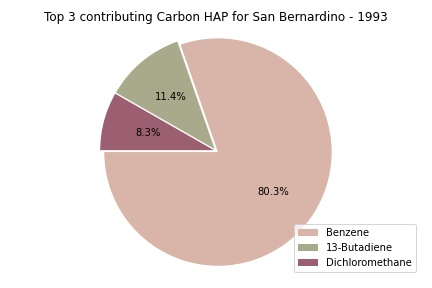 Top 3 contributing Carbon HAP for San Bernardino - 1993
11.4%
8.3%
80.3%
Benzene
13-Butadiene
Dichloromethane